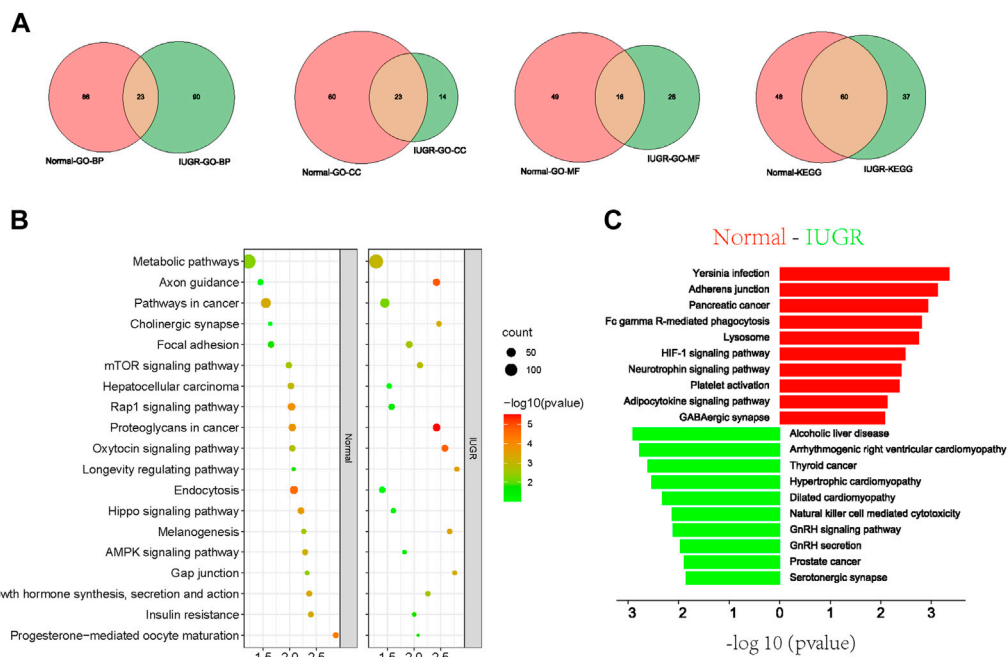 A
86 23 90
Normal-GO-BP IUGR-GO-BP
60 23 14
Normal-GO-CC IUGR-GO-CC
49 16 25
Normal-GO-MF IUGR-GO-MF
48 60 37
Normal-KEGG IUGR-KEGG
B
Metabolic pathways
Axon guidance
Pathways in cancer
Cholinergic synapse
Focal adhesion
mTOR signaling pathway
Hepatocellular carcinoma
Rap1 signaling pathway
Proteoglycans in cancer
Oxytocin signaling pathway
Longevity regulating pathway
Endocytosis
Hippo signaling pathway
Melanogenesis
AMPK signaling pathway
Gap junction
wth hormone synthesis, secretion and action
Insulin resistance
Progesterone-mediated oocyte maturation
Normal
IUGR
1.5 2.0 2.5
1.5 2.0 2.5
count
50
100
-log10(pvalue)
5
4
3
2
C
Normal - IUGR
Yersinia infection
Adherens junction
Pancreatic cancer
Fc gamma R-mediated phagocytosis
Lysosome
HIF-1 signaling pathway
Neurotrophin signaling pathway
Platelet activation
Adipocytokine signaling pathway
GABAergic synapse
Alcoholic liver disease
Arrhythmogenic right ventricular cardiomyopathy
Thyroid cancer
Hypertrophic cardiomyopathy
Dilated cardiomyopathy
Natural killer cell mediated cytotoxicity
GnRH signaling pathway
GnRH secretion
Prostate cancer
Serotonergic synapse
3 2 1 0 0 1 2 3
-log 10 (pvalue)